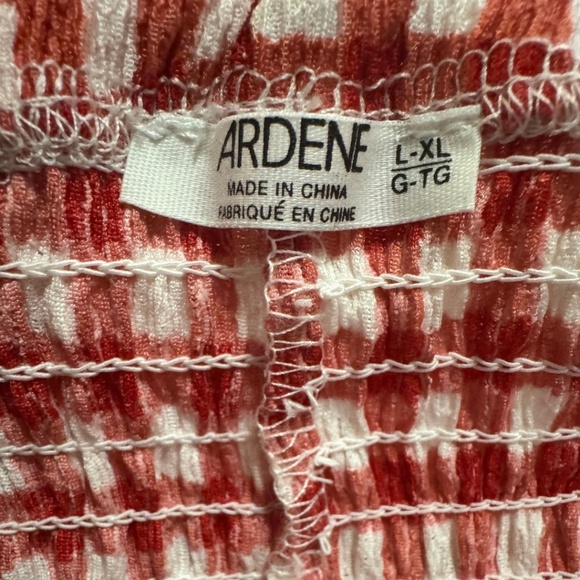 ARDENE
MADE IN CHINA
FABRIQUÉ EN CHINE
L-XL
G-TG